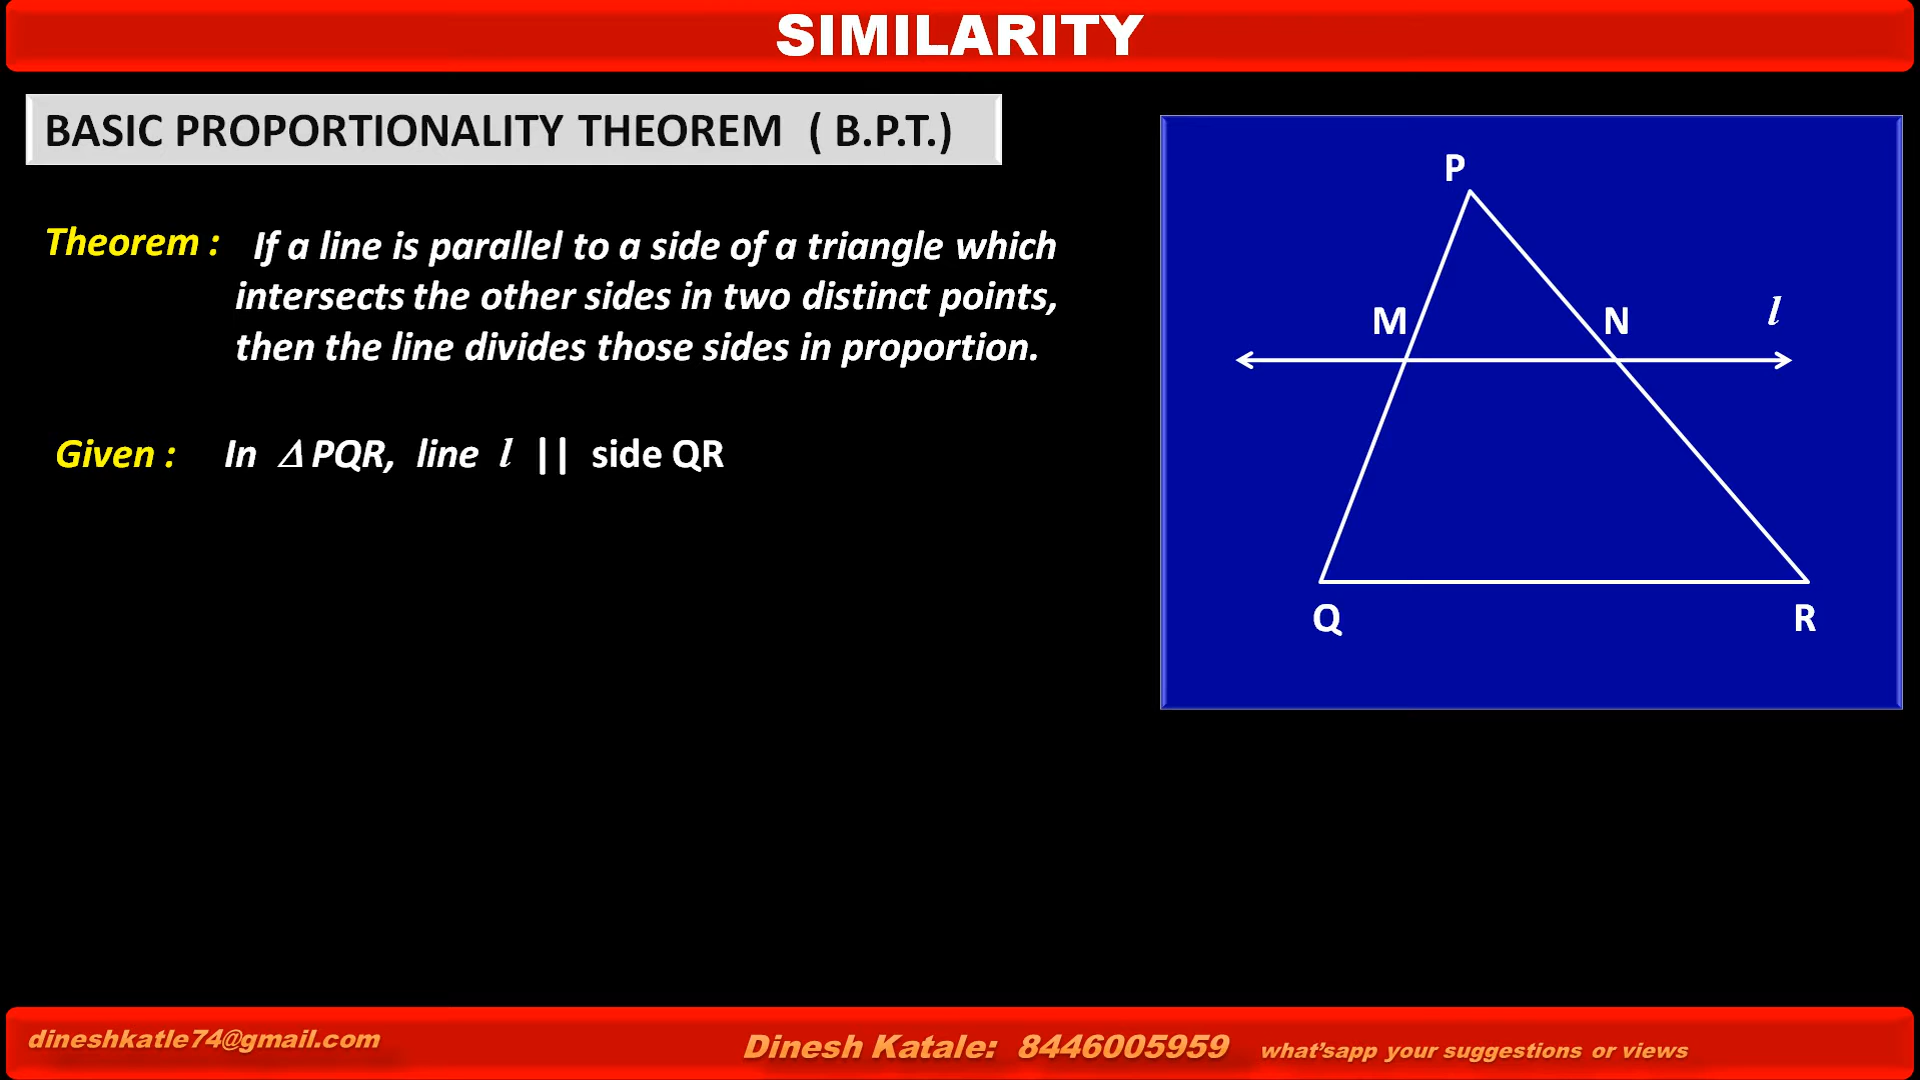 SIMILARITY
BASIC PROPORTIONALITY THEOREM ( B.P.T.)
Theorem : If a line is parallel to a side of a triangle which
intersects the other sides in two distinct points,
then the line divides those sides in proportion.
Given : In Δ PQR, line l || side QR
P
M
N
l
Q
R
dineshkatle74@gmail.com
Dinesh Katale: 8446005959 what'sapp your suggestions or views